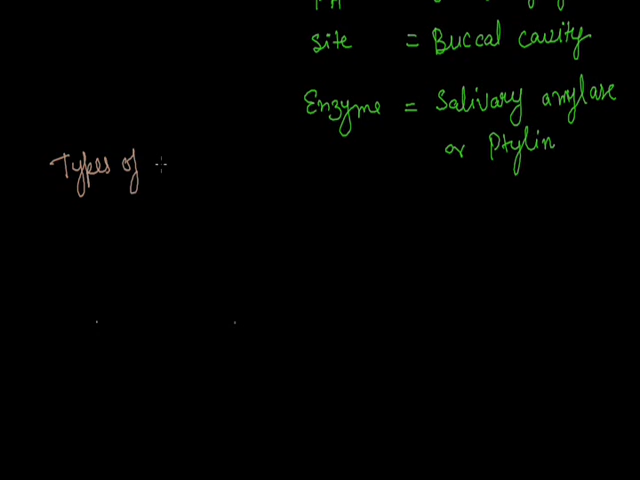 Site = Buccal cavity
Enzyme = Salivary amylase
or Ptylin
Types of